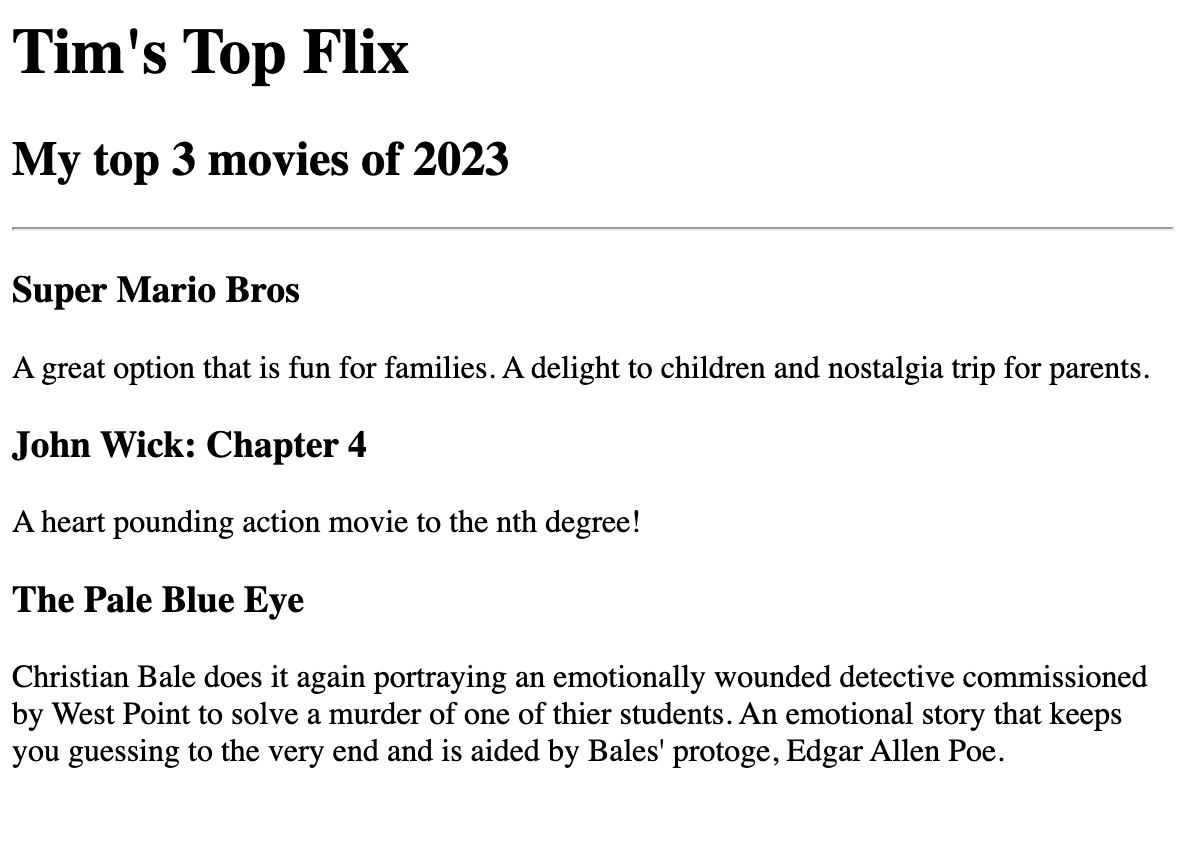 Tim's Top Flix
My top 3 movies of 2023
Super Mario Bros
A great option that is fun for families. A delight to children and nostalgia trip for parents.
John Wick: Chapter 4
A heart pounding action movie to the nth degree!
The Pale Blue Eye
Christian Bale does it again portraying an emotionally wounded detective commissioned
by West Point to solve a murder of one of thier students. An emotional story that keeps
you guessing to the very end and is aided by Bales' protoge, Edgar Allen Poe.